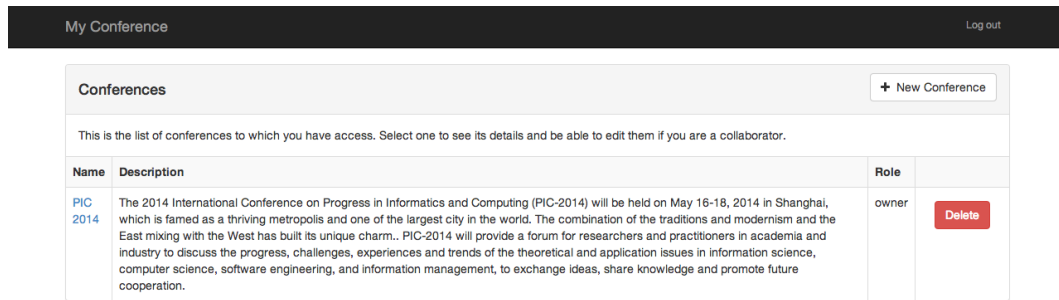 My Conference
Log out
Conferences
+ New Conference
This is the list of conferences to which you have access. Select one to see its details and be able to edit them if you are a collaborator.
Name Description Role
PIC The 2014 International Conference on Progress in Informatics and Computing (PIC-2014) will be held on May 16-18, 2014 in Shanghai, owner
2014 which is famed as a thriving metropolis and one of the largest city in the world. The combination of the traditions and modernism and the
Delete
East mixing with the West has built its unique charm.. PIC-2014 will provide a forum for researchers and practitioners in academia and
industry to discuss the progress, challenges, experiences and trends of the theoretical and application issues in information science,
computer science, software engineering, and information management, to exchange ideas, share knowledge and promote future
cooperation.